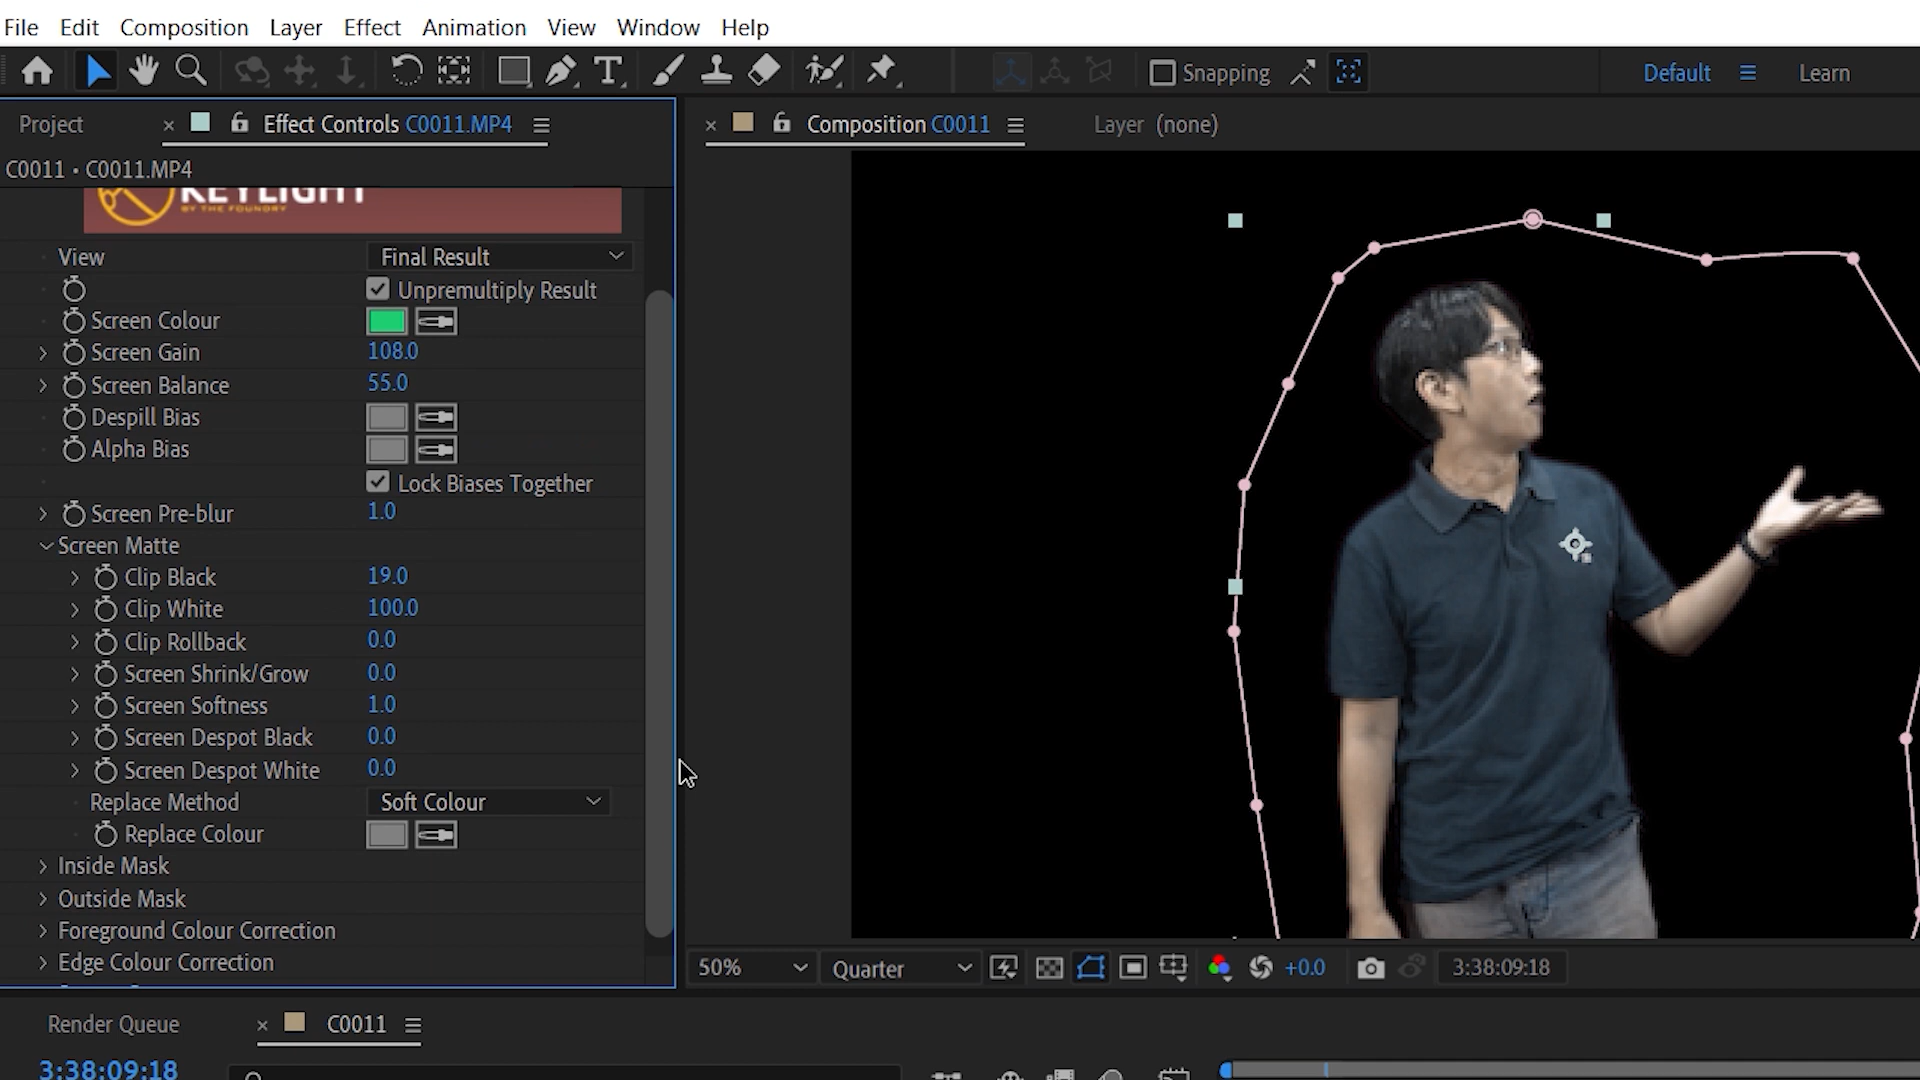 File Edit Composition Layer Effect Animation View Window Help
Snapping Default Learn
Project Effect Controls C0011.MP4 Composition C0011 Layer (none)
C0011 • C0011.MP4
KEYLIGHT
BY THE FOUNDRY
View Final Result
Unpremultiply Result
Screen Colour
Screen Gain 108.0
Screen Balance 55.0
Despill Bias
Alpha Bias
Lock Biases Together
Screen Pre-blur 1.0
Screen Matte
Clip Black 19.0
Clip White 100.0
Clip Rollback 0.0
Screen Shrink/Grow 0.0
Screen Softness 1.0
Screen Despot Black 0.0
Screen Despot White 0.0
Replace Method Soft Colour
Replace Colour
Inside Mask
Outside Mask
Foreground Colour Correction
Edge Colour Correction
50% Quarter +0.0 3:38:09:18
Render Queue C0011
3:38:09:18